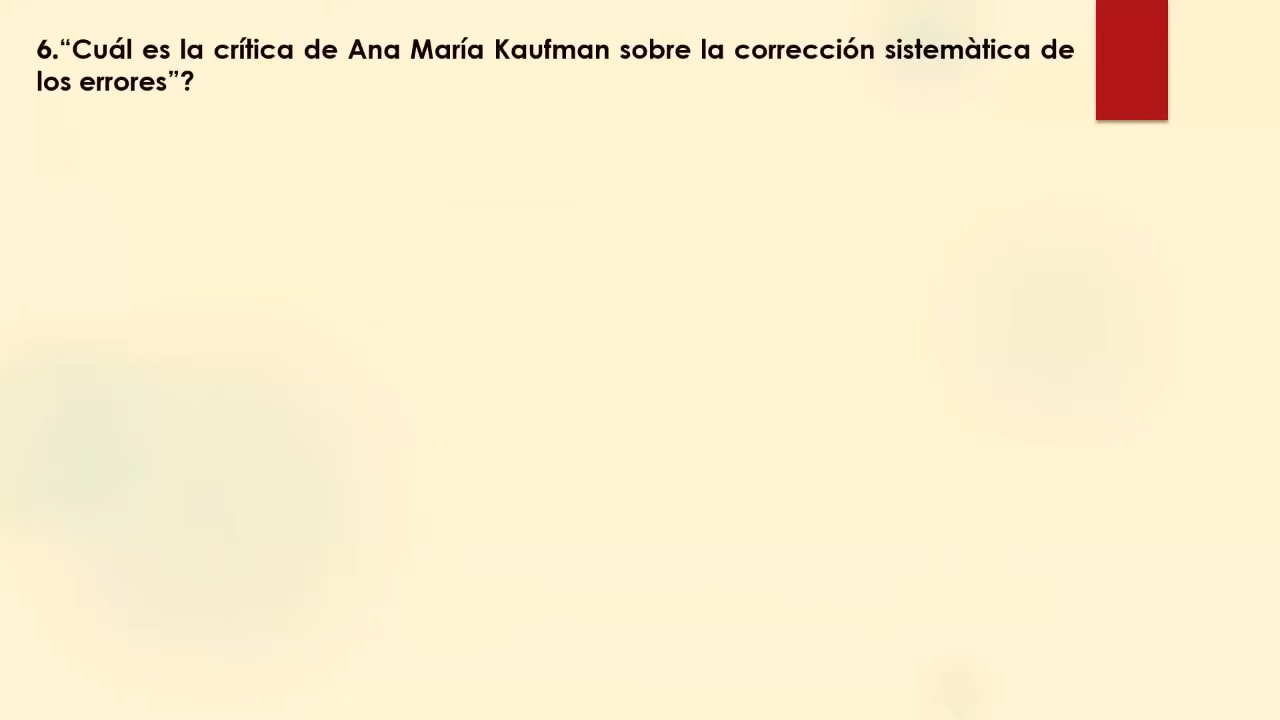 6.“Cuál es la crítica de Ana María Kaufman sobre la corrección sistemàtica de
los errores”?